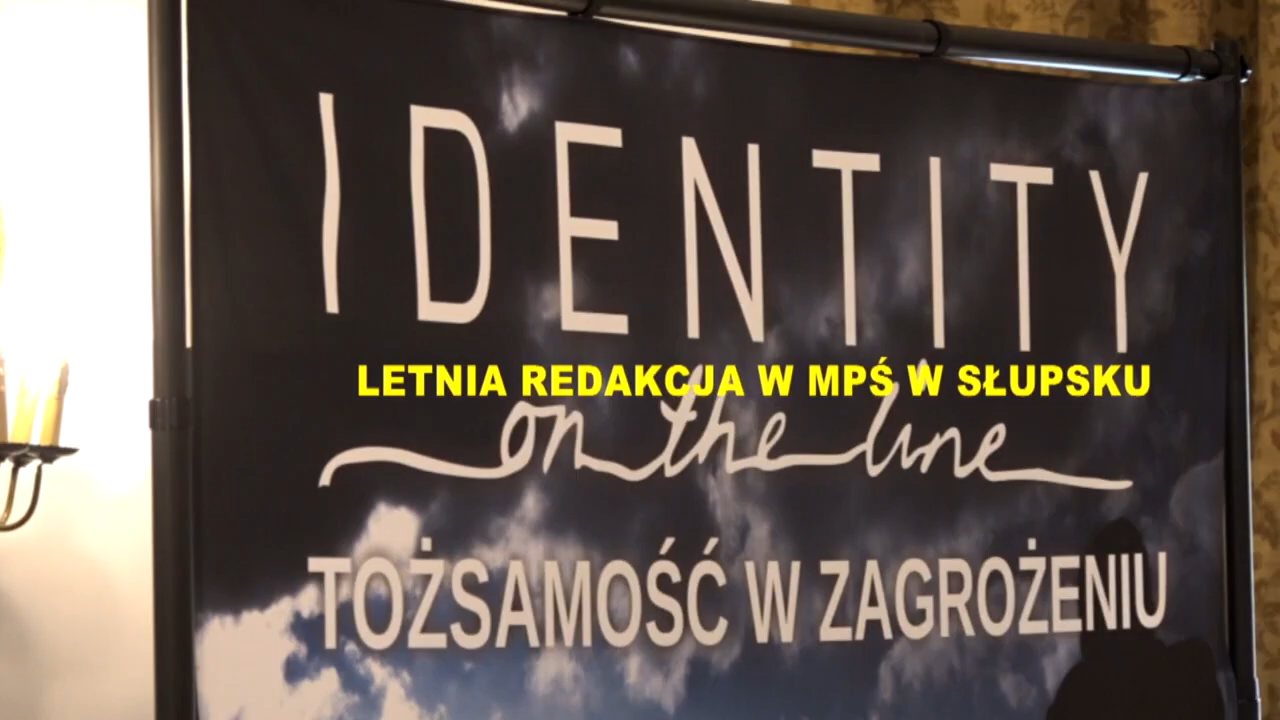 IDENTITY
LETNIA REDAKCJA W MPŚ W SŁUPSKU
on the line
TOŻSAMOŚĆ W ZAGROŻENIU